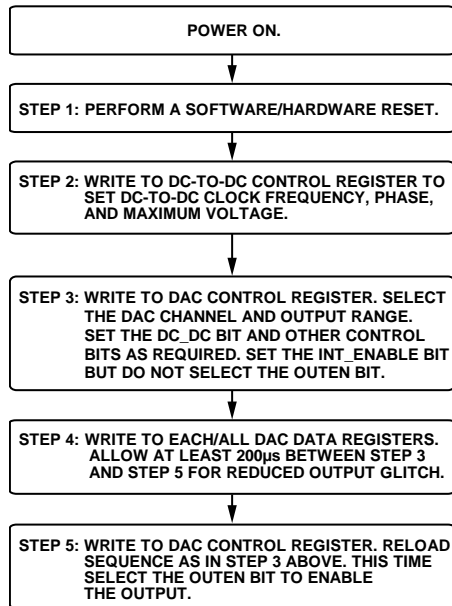 POWER ON.
STEP 1: PERFORM A SOFTWARE/HARDWARE RESET.
STEP 2: WRITE TO DC-TO-DC CONTROL REGISTER TO
SET DC-TO-DC CLOCK FREQUENCY, PHASE,
AND MAXIMUM VOLTAGE.
STEP 3: WRITE TO DAC CONTROL REGISTER. SELECT
THE DAC CHANNEL AND OUTPUT RANGE.
SET THE DC_DC BIT AND OTHER CONTROL
BITS AS REQUIRED. SET THE INT_ENABLE BIT
BUT DO NOT SELECT THE OUTEN BIT.
STEP 4: WRITE TO EACH/ALL DAC DATA REGISTERS.
ALLOW AT LEAST 200µs BETWEEN STEP 3
AND STEP 5 FOR REDUCED OUTPUT GLITCH.
STEP 5: WRITE TO DAC CONTROL REGISTER. RELOAD
SEQUENCE AS IN STEP 3 ABOVE. THIS TIME
SELECT THE OUTEN BIT TO ENABLE
THE OUTPUT.